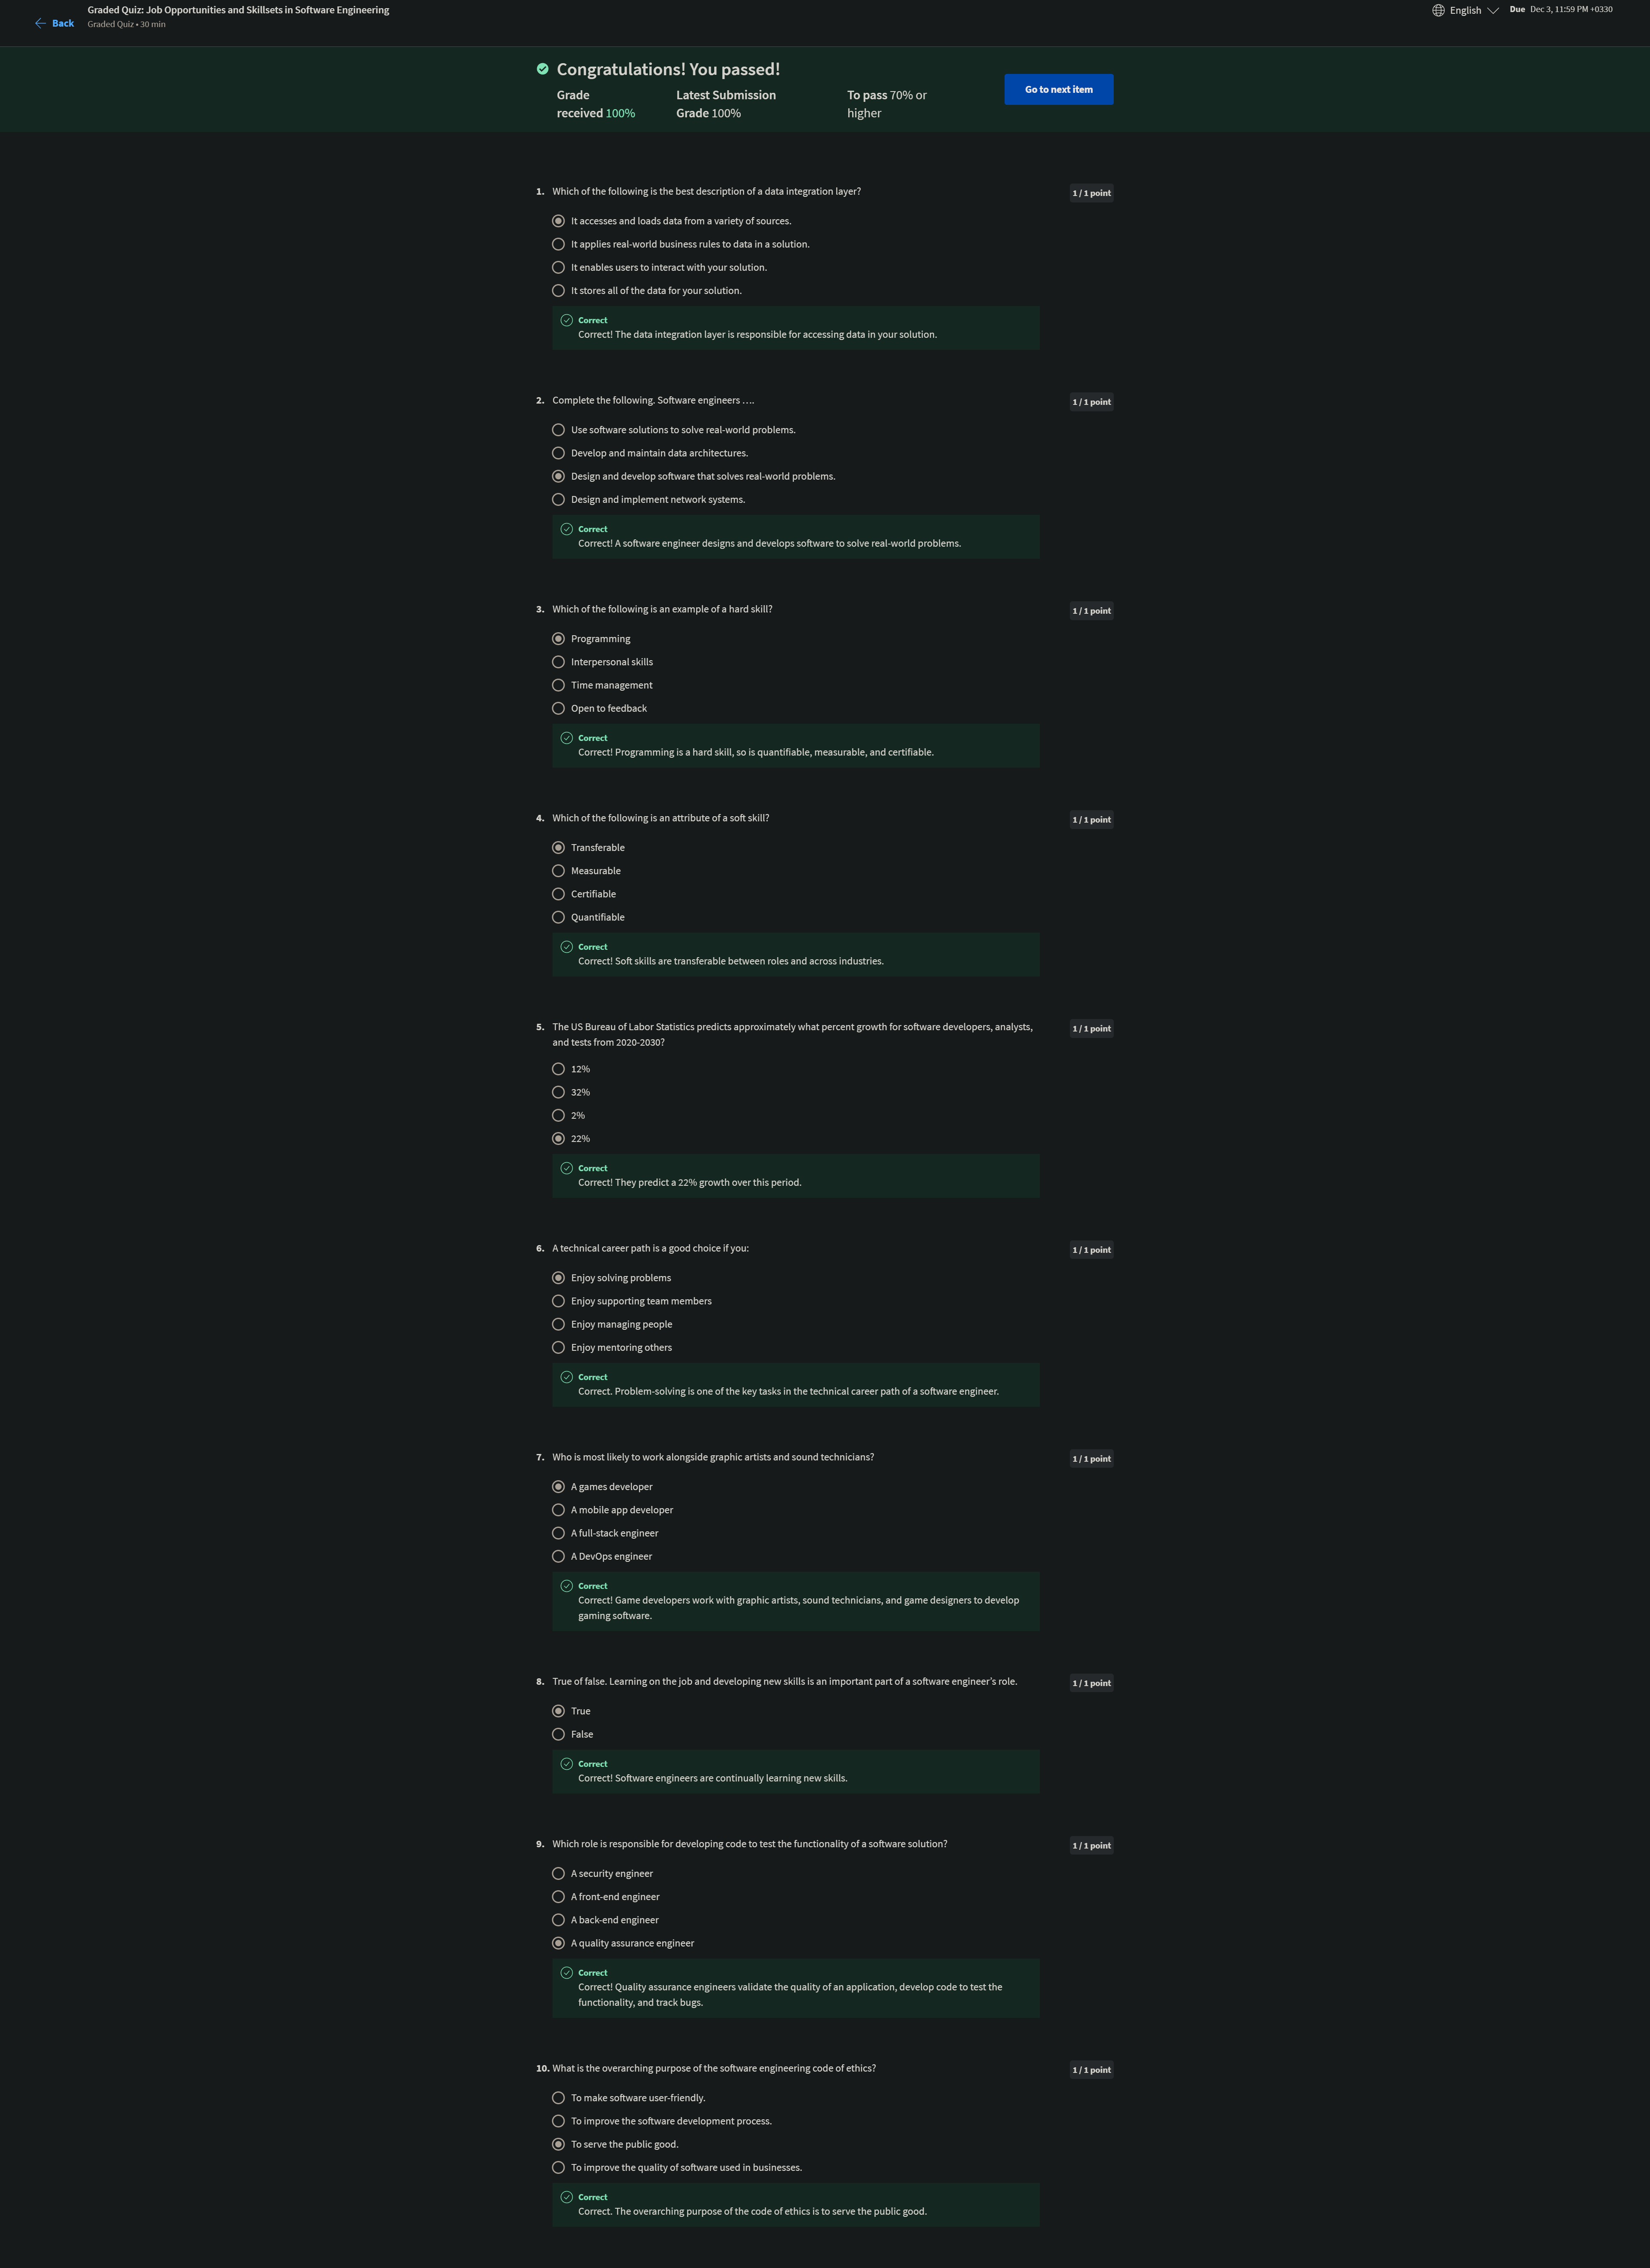 Back
Graded Quiz: Job Opportunities and Skillsets in Software Engineering
Graded Quiz • 30 min
English
Due Dec 3, 11:59 PM +0330
Congratulations! You passed!
Grade received 100%
Latest Submission Grade 100%
To pass 70% or higher
Go to next item
1. Which of the following is the best description of a data integration layer?
1 / 1 point
It accesses and loads data from a variety of sources.
It applies real-world business rules to data in a solution.
It enables users to interact with your solution.
It stores all of the data for your solution.
Correct
Correct! The data integration layer is responsible for accessing data in your solution.
2. Complete the following. Software engineers ….
1 / 1 point
Use software solutions to solve real-world problems.
Develop and maintain data architectures.
Design and develop software that solves real-world problems.
Design and implement network systems.
Correct
Correct! A software engineer designs and develops software to solve real-world problems.
3. Which of the following is an example of a hard skill?
1 / 1 point
Programming
Interpersonal skills
Time management
Open to feedback
Correct
Correct! Programming is a hard skill, so is quantifiable, measurable, and certifiable.
4. Which of the following is an attribute of a soft skill?
1 / 1 point
Transferable
Measurable
Certifiable
Quantifiable
Correct
Correct! Soft skills are transferable between roles and across industries.
5. The US Bureau of Labor Statistics predicts approximately what percent growth for software developers, analysts,
and tests from 2020-2030?
1 / 1 point
12%
32%
2%
22%
Correct
Correct! They predict a 22% growth over this period.
6. A technical career path is a good choice if you:
1 / 1 point
Enjoy solving problems
Enjoy supporting team members
Enjoy managing people
Enjoy mentoring others
Correct
Correct. Problem-solving is one of the key tasks in the technical career path of a software engineer.
7. Who is most likely to work alongside graphic artists and sound technicians?
1 / 1 point
A games developer
A mobile app developer
A full-stack engineer
A DevOps engineer
Correct
Correct! Game developers work with graphic artists, sound technicians, and game designers to develop
gaming software.
8. True of false. Learning on the job and developing new skills is an important part of a software engineer's role.
1 / 1 point
True
False
Correct
Correct! Software engineers are continually learning new skills.
9. Which role is responsible for developing code to test the functionality of a software solution?
1 / 1 point
A security engineer
A front-end engineer
A back-end engineer
A quality assurance engineer
Correct
Correct! Quality assurance engineers validate the quality of an application, develop code to test the
functionality, and track bugs.
10. What is the overarching purpose of the software engineering code of ethics?
1 / 1 point
To make software user-friendly.
To improve the software development process.
To serve the public good.
To improve the quality of software used in businesses.
Correct
Correct. The overarching purpose of the code of ethics is to serve the public good.